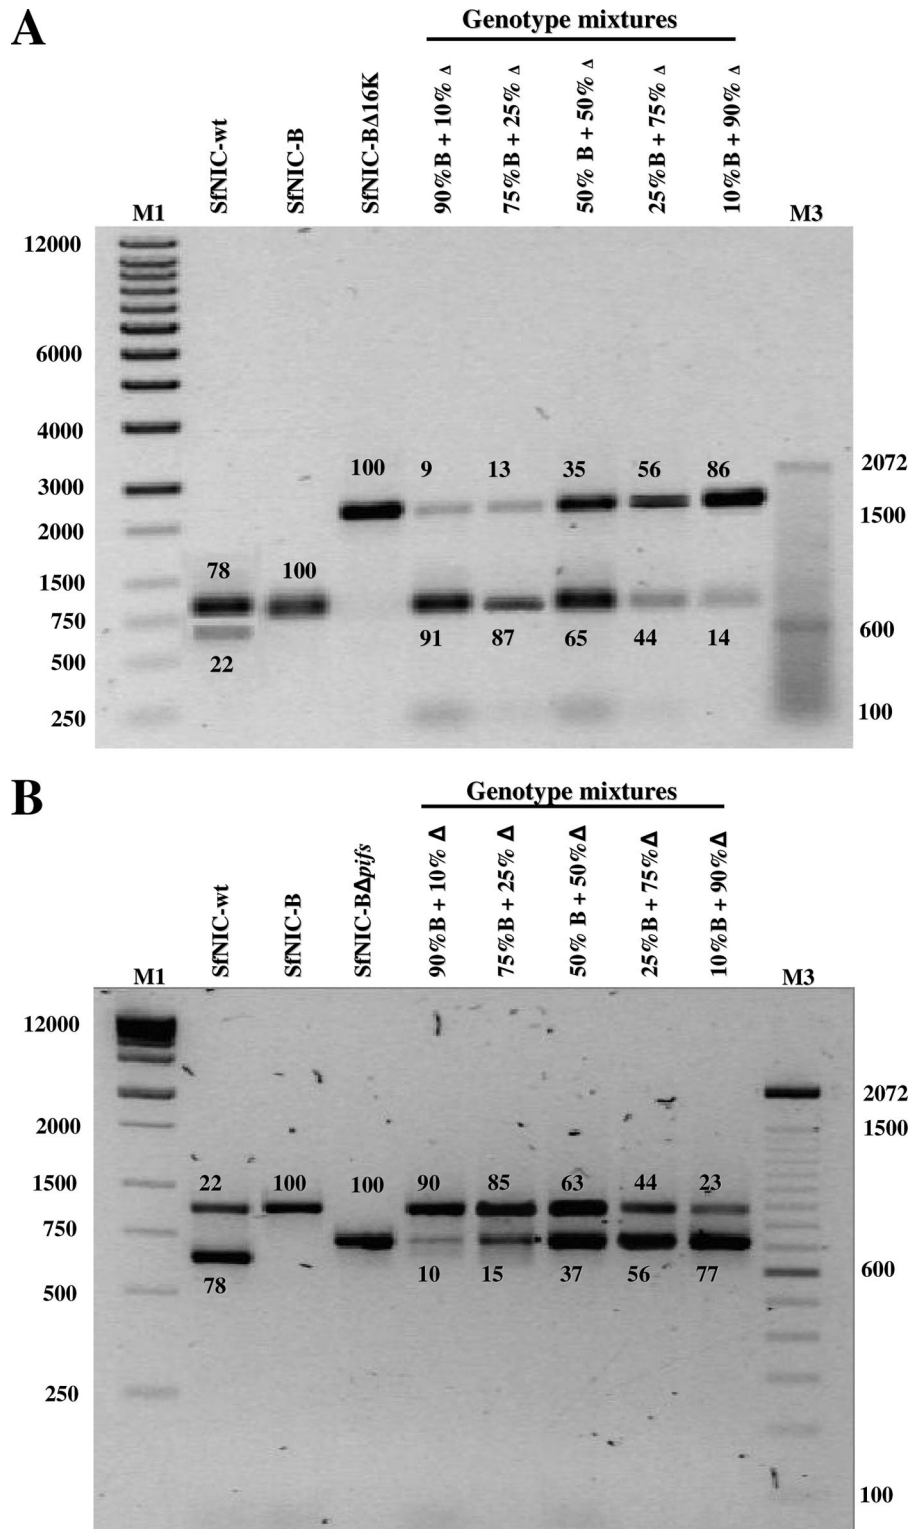 A
Genotype mixtures
M1
SfNIC-wt
SfNIC-B
SfNIC-BΔ16K
90%B + 10% Δ
75%B + 25% Δ
50% B + 50% Δ
25%B + 75% Δ
10%B + 90% Δ
M3
12000
6000
4000
3000
2000
1500
750
500
250
100 9 13 35 56 86
78 100
22
91 87 65 44 14
2072
1500
600
100
B
Genotype mixtures
M1
SfNIC-wt
SfNIC-B
SfNIC-BΔpifs
90%B + 10% Δ
75%B + 25% Δ
50% B + 50%Δ
25%B + 75%Δ
10%B + 90%Δ
M3
12000
2000
1500
750
500
250
22 100 100 90 85 63 44 23
78 10 15 37 56 77
2072
1500
600
100